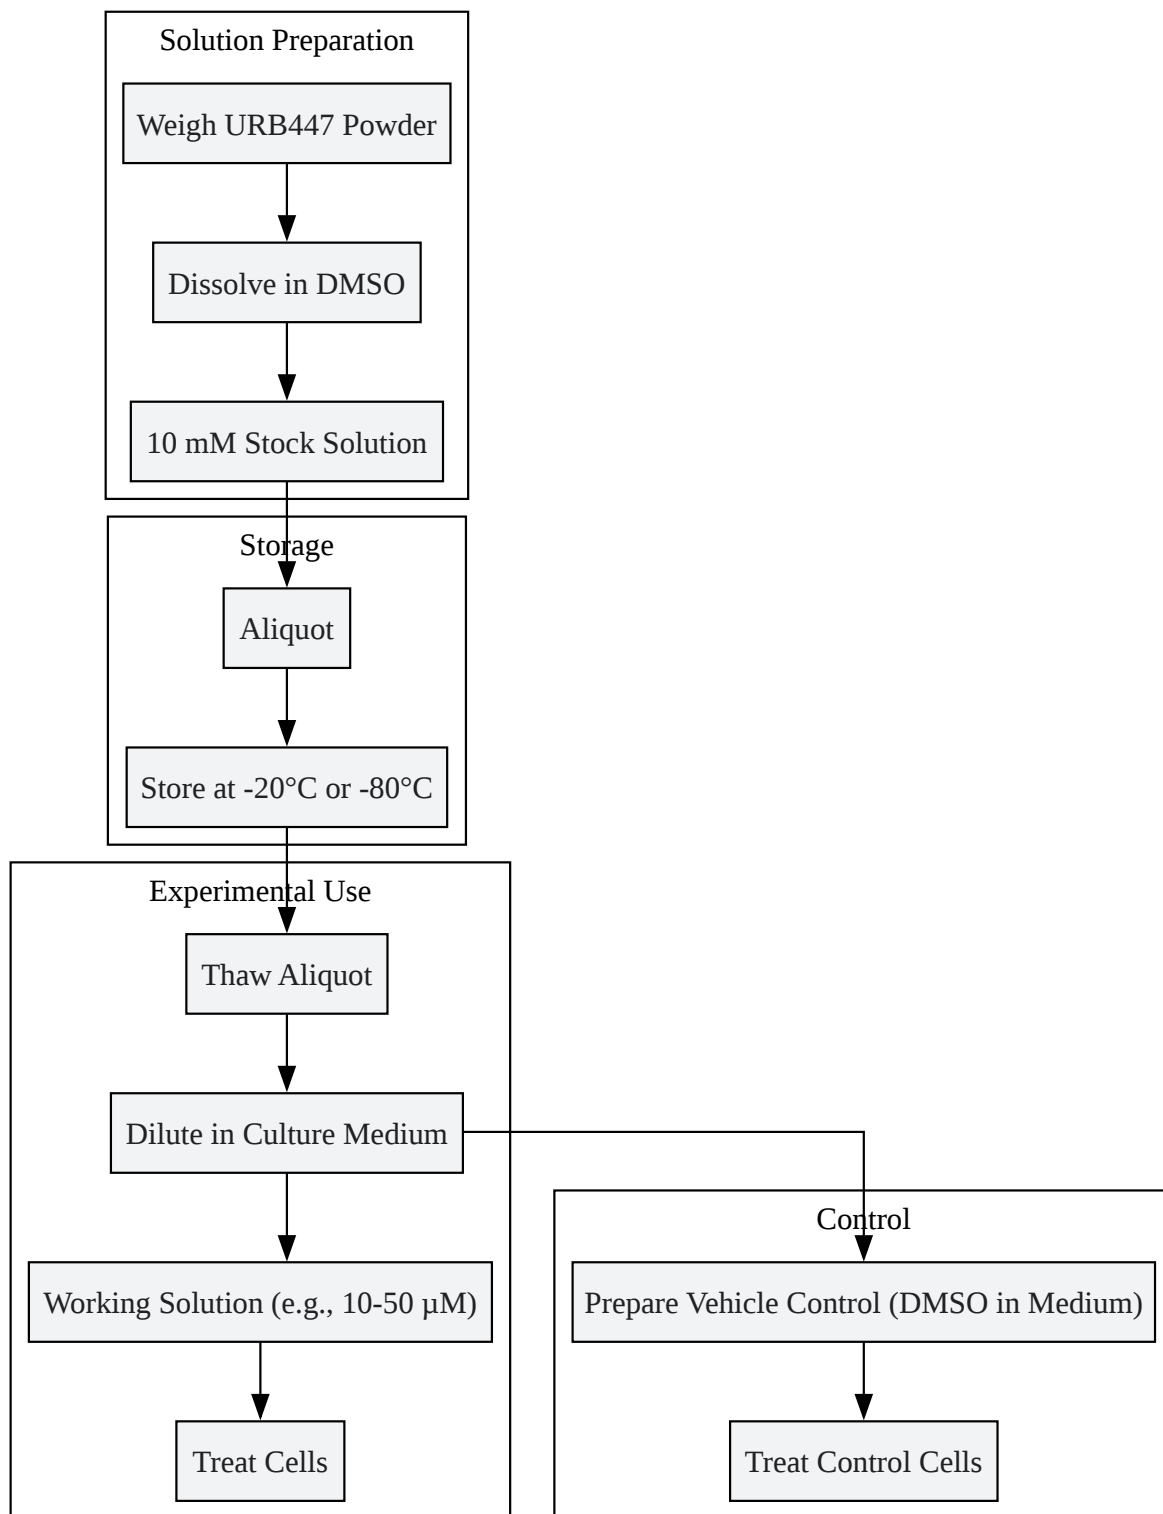 Solution Preparation
Weigh URB447 Powder
Dissolve in DMSO
10 mM Stock Solution
Storage
Aliquot
Store at -20°C or -80°C
Experimental Use
Thaw Aliquot
Dilute in Culture Medium
Working Solution (e.g., 10-50 µM)
Treat Cells
Control
Prepare Vehicle Control (DMSO in Medium)
Treat Control Cells